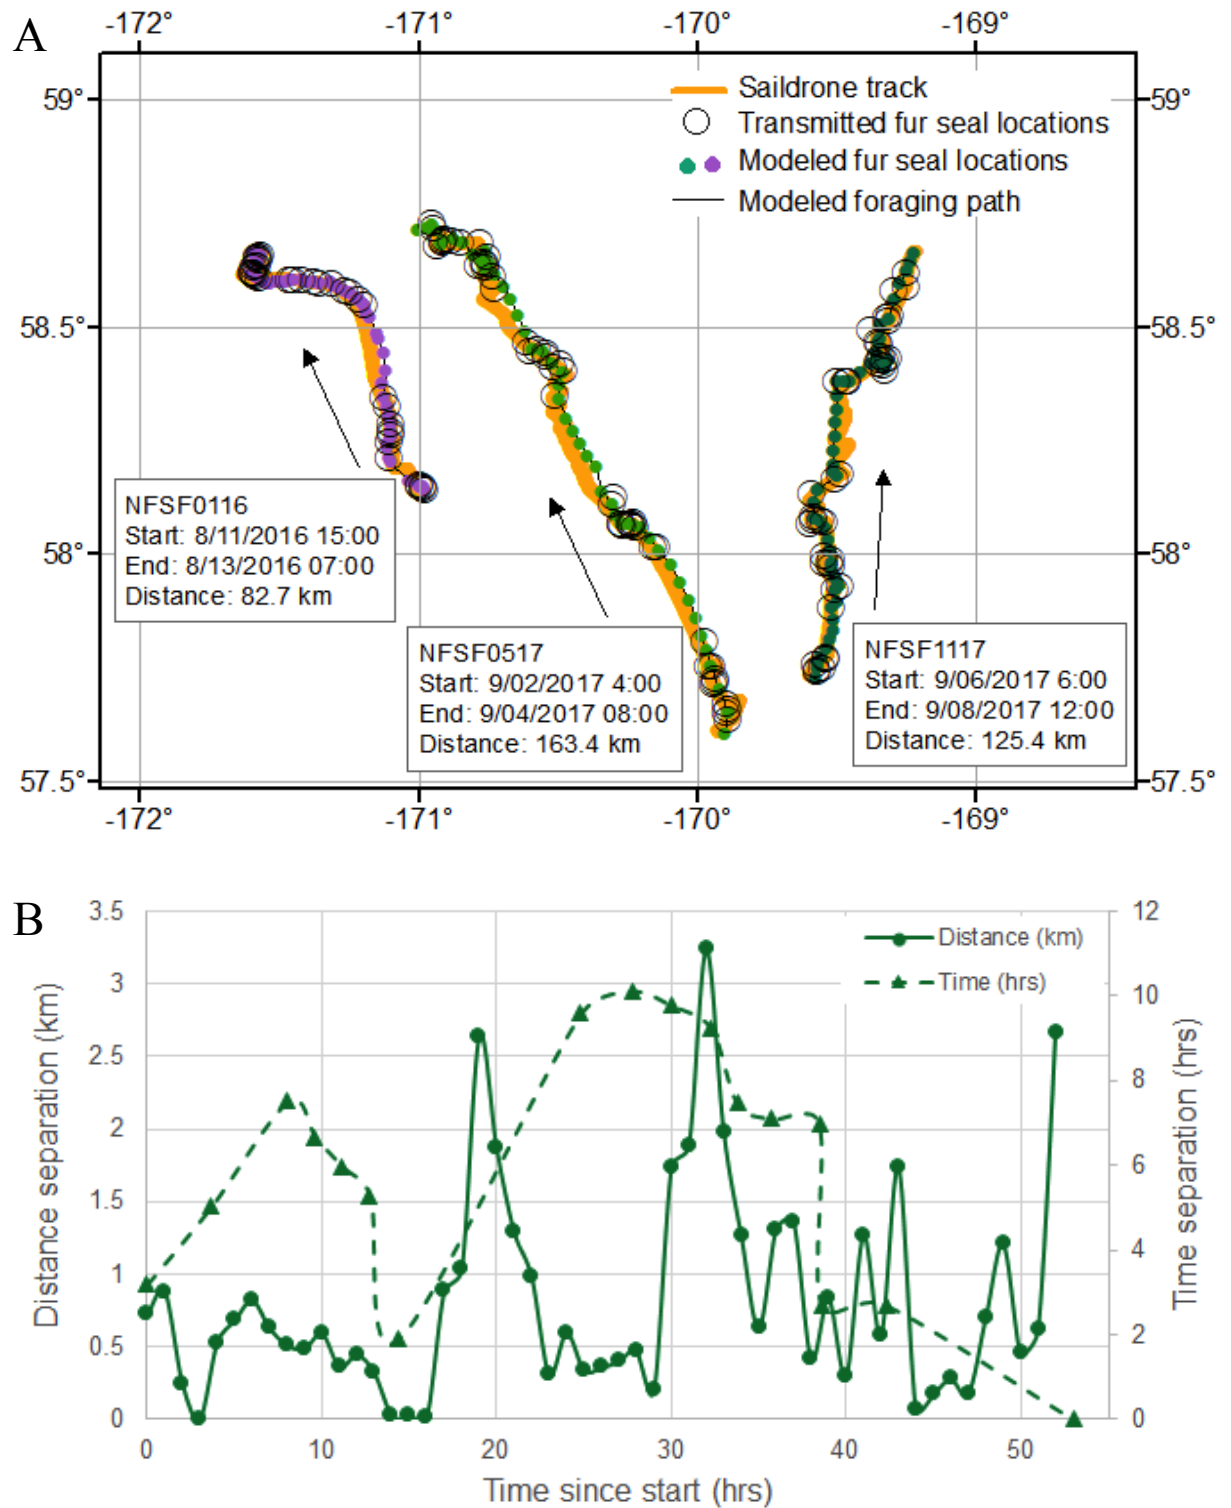 A
-172° -171° -170° -169°
59° 59°
Saildrone track
Transmitted fur seal locations
Modeled fur seal locations
Modeled foraging path
58.5° 58.5°
NFSF0116
Start: 8/11/2016 15:00
End: 8/13/2016 07:00
Distance: 82.7 km
58° 58°
NFSF0517
Start: 9/02/2017 4:00
End: 9/04/2017 08:00
Distance: 163.4 km
NFSF1117
Start: 9/06/2017 6:00
End: 9/08/2017 12:00
Distance: 125.4 km
57.5° 57.5°
-172° -171° -170° -169°
B
Distance separation (km)
3.5
3
2.5
2
1.5
1
0.5
0
Distance (km)
Time (hrs)
12
10
8
6
4
2
0
Time separation (hrs)
0 10 20 30 40 50
Time since start (hrs)